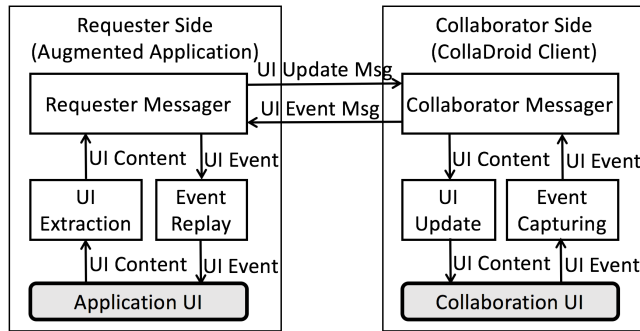 Requester Side
(Augmented Application)
Collaborator Side
(CollaDroid Client)
UI Update Msg
Requester Messager
Collaborator Messager
UI Event Msg
UI Content
UI Event
UI Content
UI Event
UI
Extraction
Event
Replay
UI
Update
Event
Capturing
UI Content
UI Event
UI Content
UI Event
Application UI
Collaboration UI